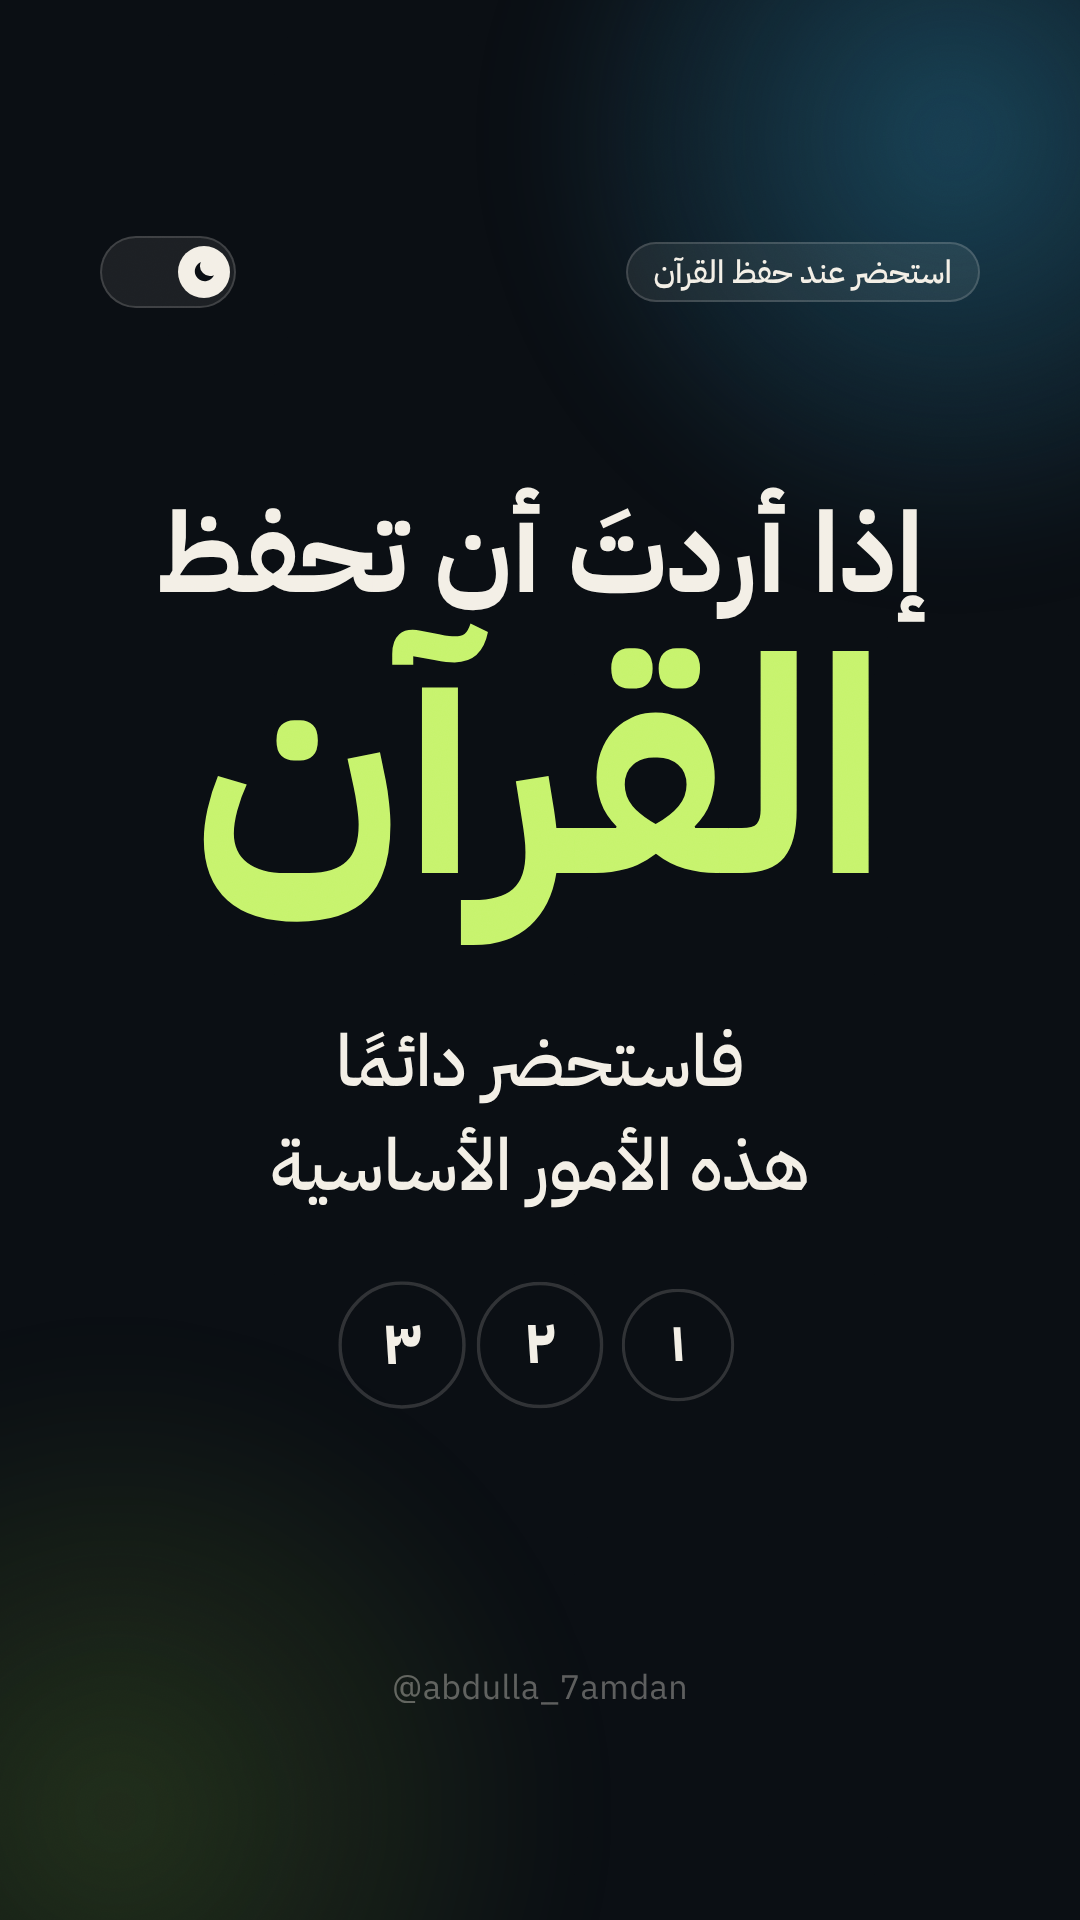 استحضر عند حفظ القرآن
إذا أردتَ أن تحفظ
القرآن
فاستحضر دائمًا
هذه الأمور الأساسية
١ ٢ ٣
@abdulla_7amdan